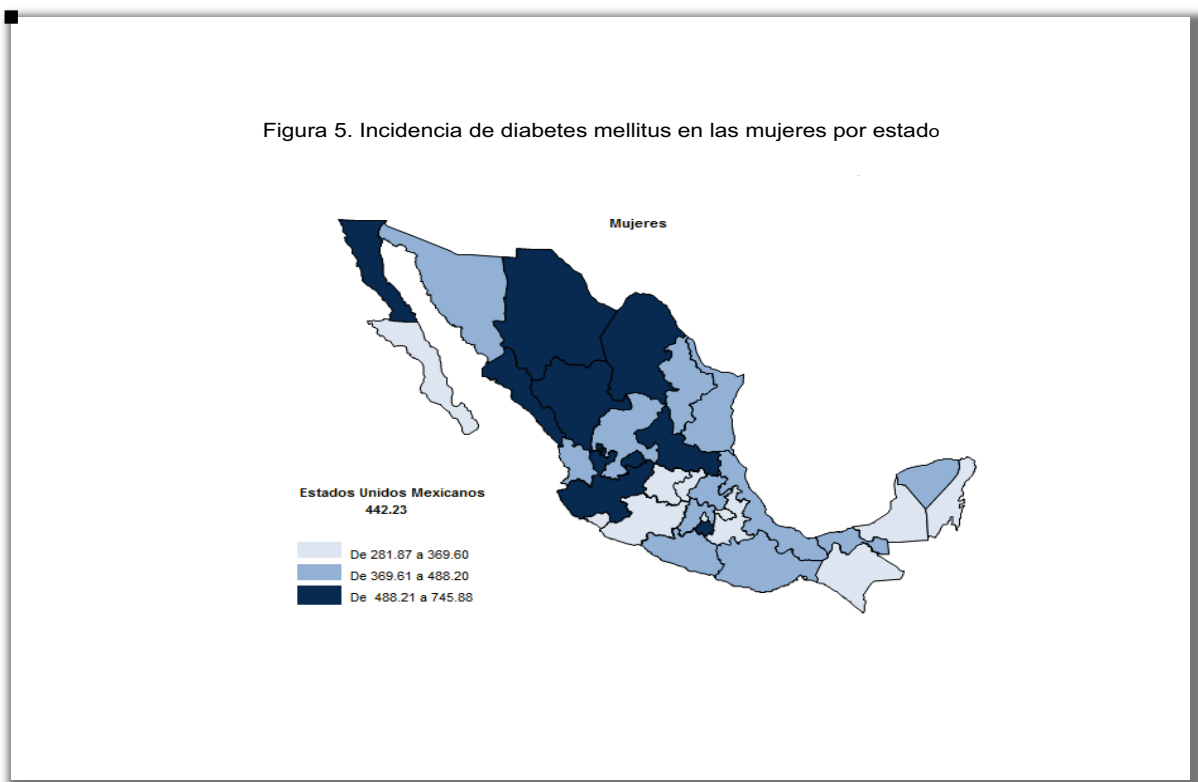 Figura 5. Incidencia de diabetes mellitus en las mujeres por estado
Mujeres
Estados Unidos Mexicanos
442.23
De 281.87 a 369.60
De 369.61 a 488.20
De 488.21 a 745.88